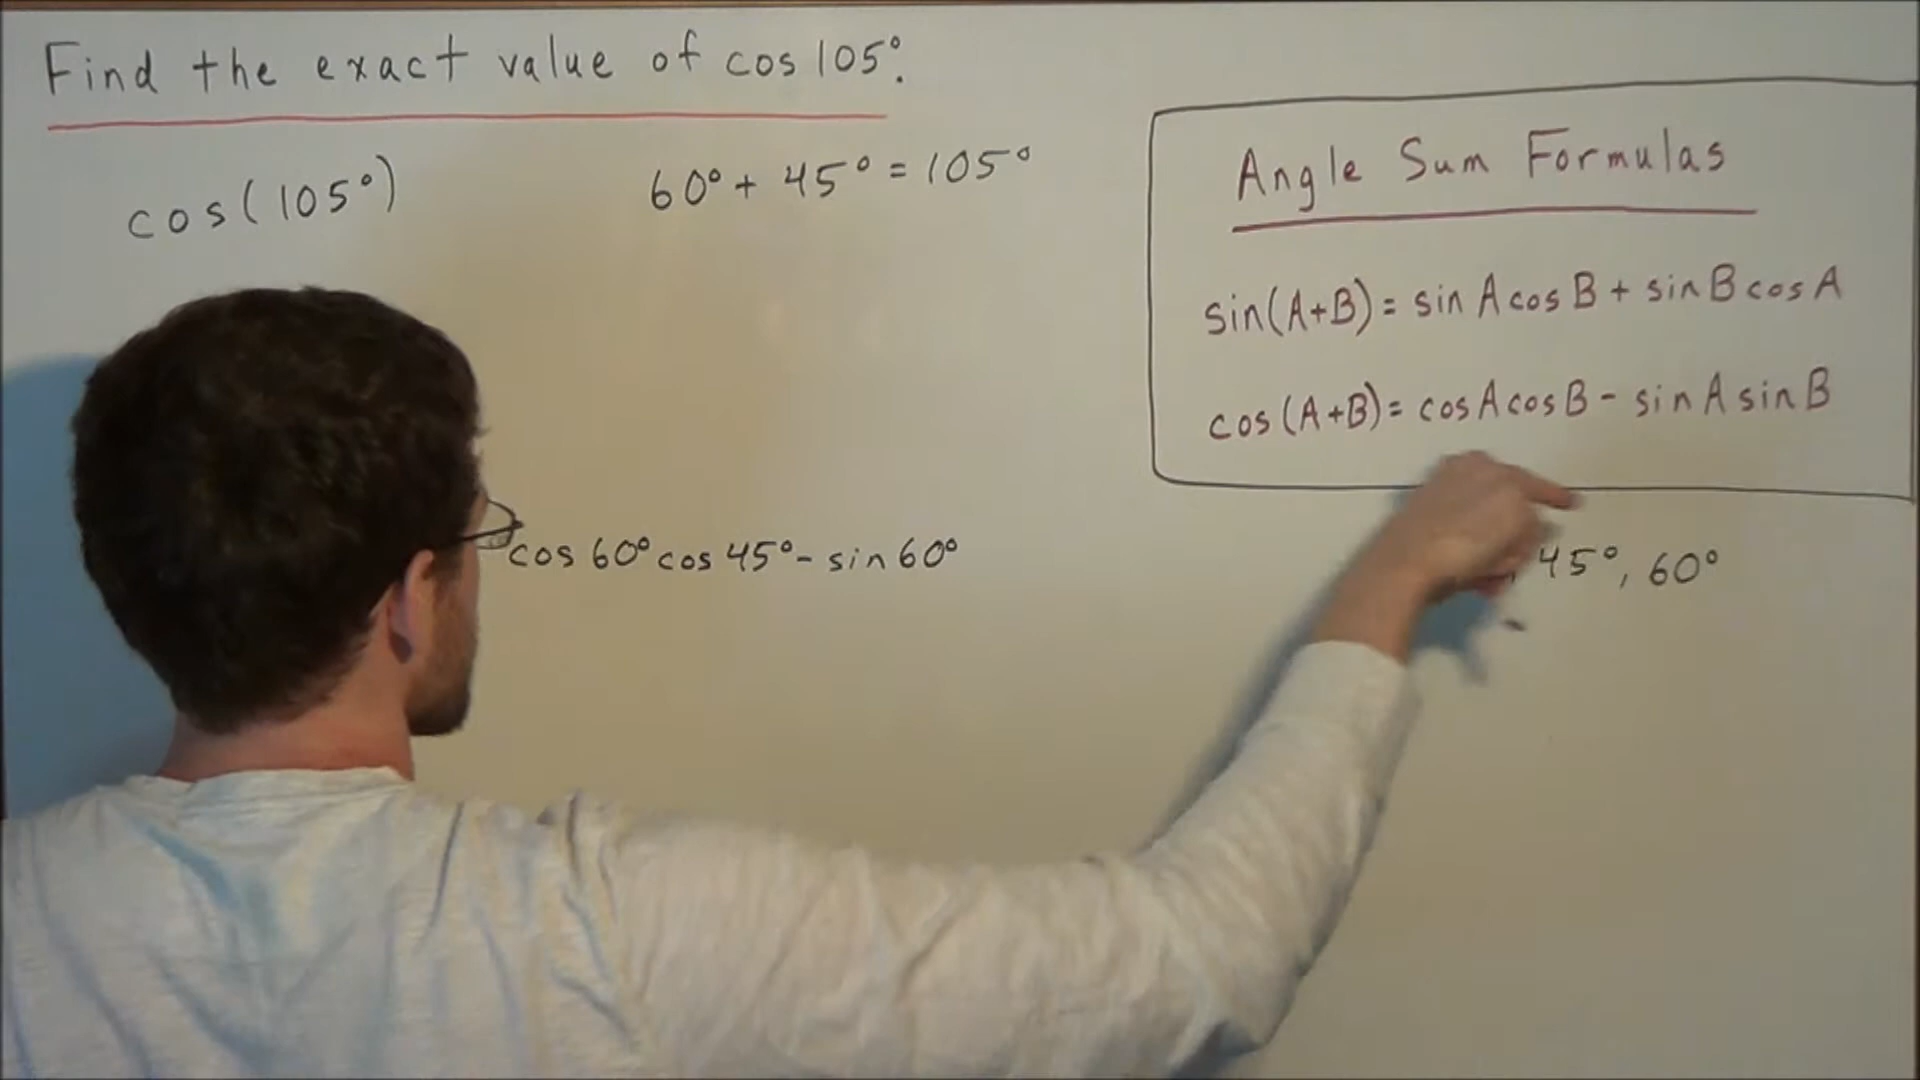 Find the exact value of cos 105°.
cos(105°)
60° + 45° = 105°
cos 60° cos 45° - sin 60°
Angle Sum Formulas
sin(A+B) = sin A cos B + sin B cos A
cos(A+B) = cos A cos B - sin A sin B
45°, 60°